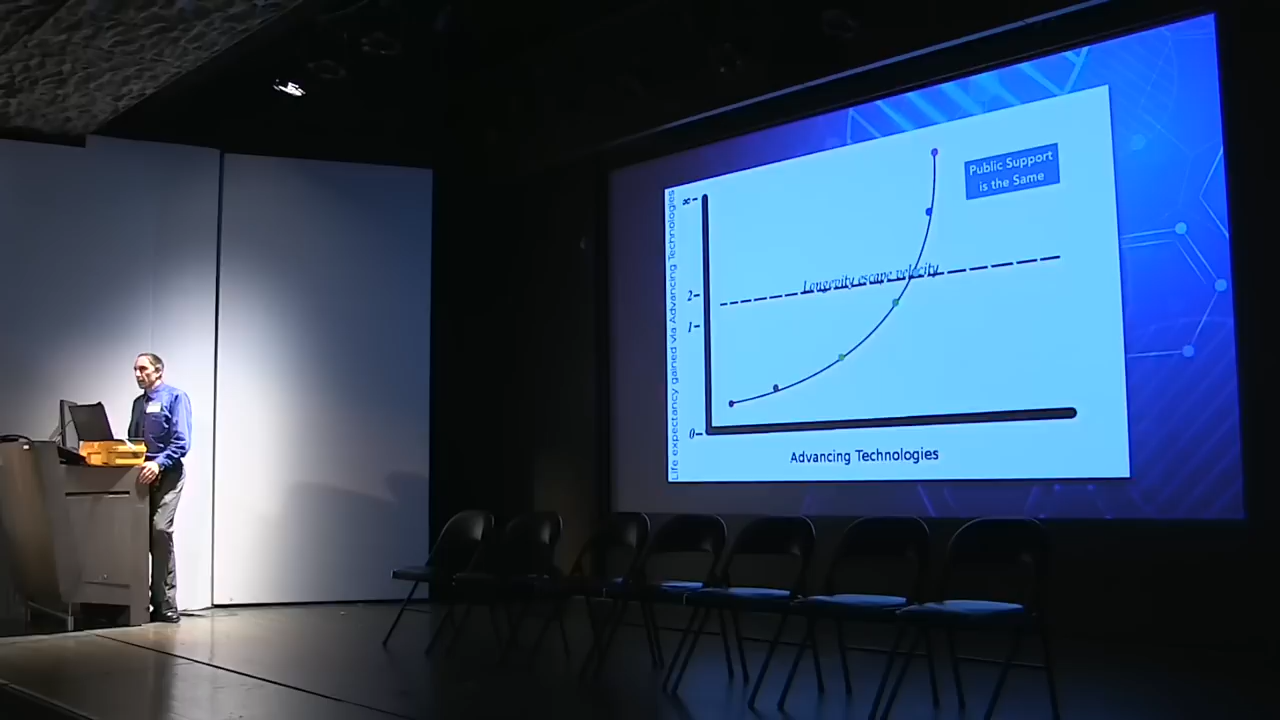 Public Support
is the Same
Life expectancy gained via Advancing Technologies
∞
Longevity escape velocity
2
1
0
Advancing Technologies